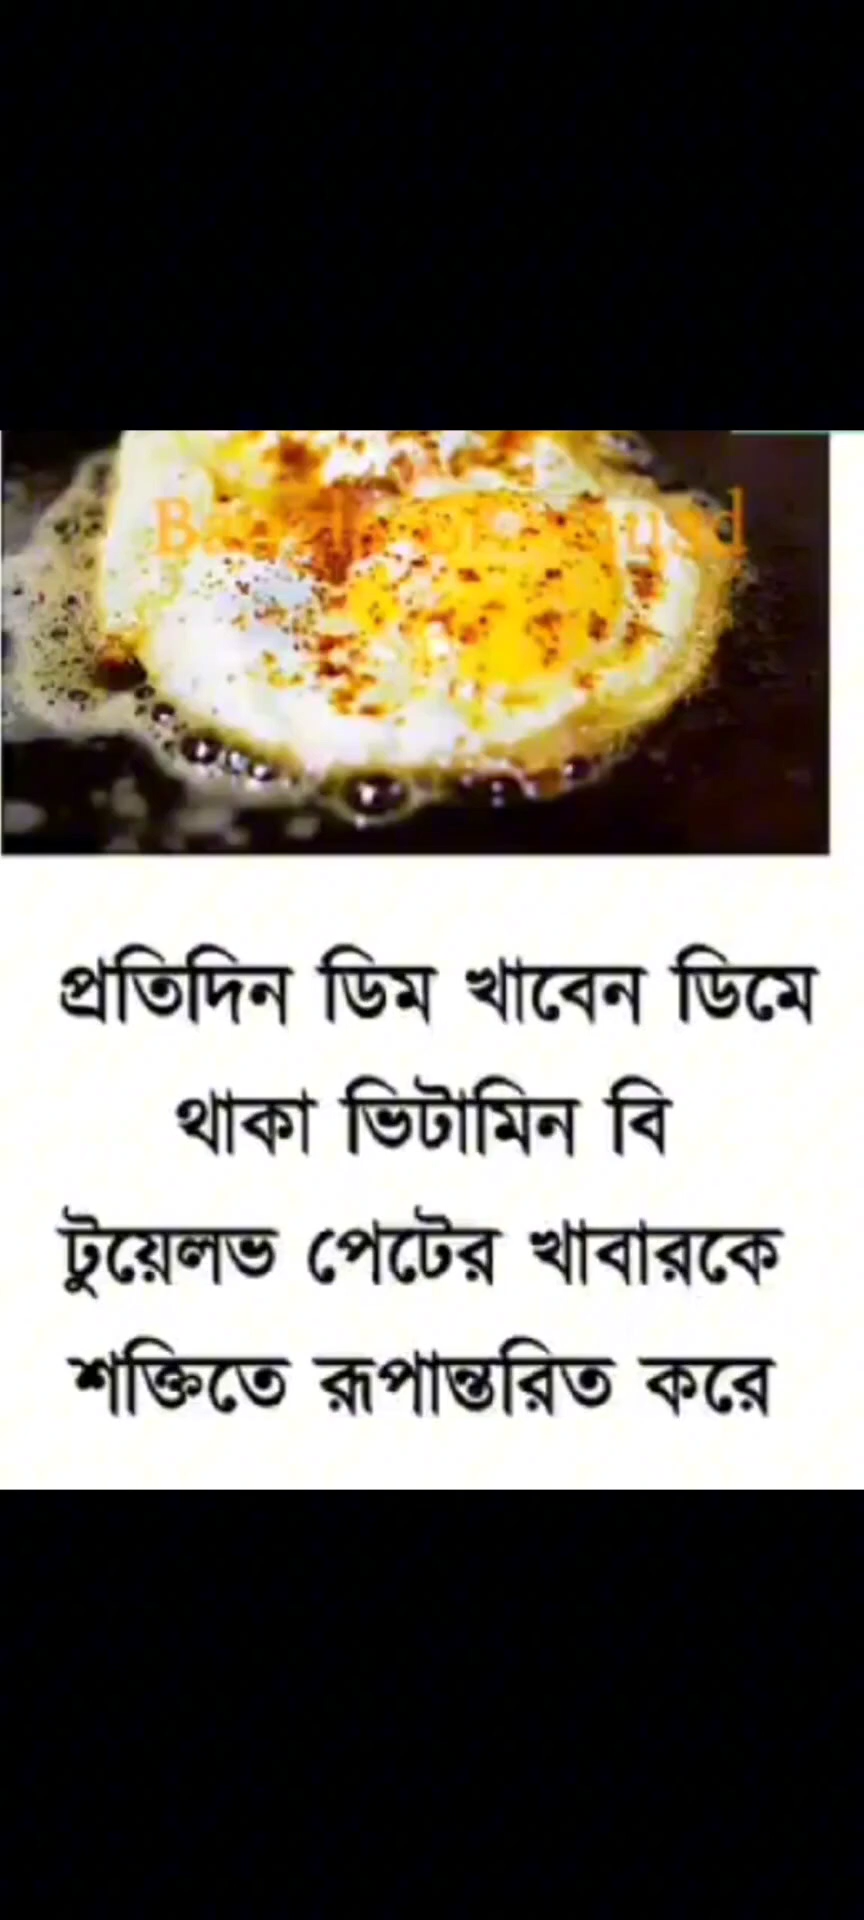 প্রতিদিন ডিম খাবেন ডিমে
থাকা ভিটামিন বি
টুয়েলভ পেটের খাবারকে
শক্তিতে রূপান্তরিত করে